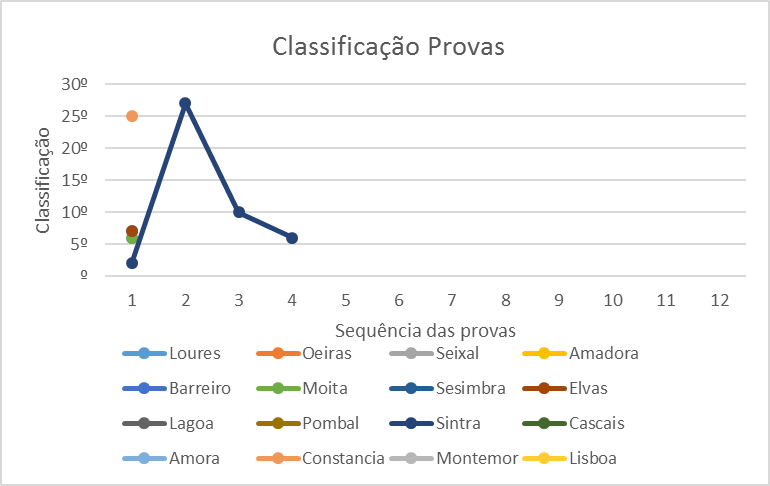 Classificação Provas
30º
25º
20º
15º
10º
5º
º
Classificação
1 2 3 4 5 6 7 8 9 10 11 12
Sequência das provas
Loures Oeiras Seixal Amadora
Barreiro Moita Sesimbra Elvas
Lagoa Pombal Sintra Cascais
Amora Constancia Montemor Lisboa